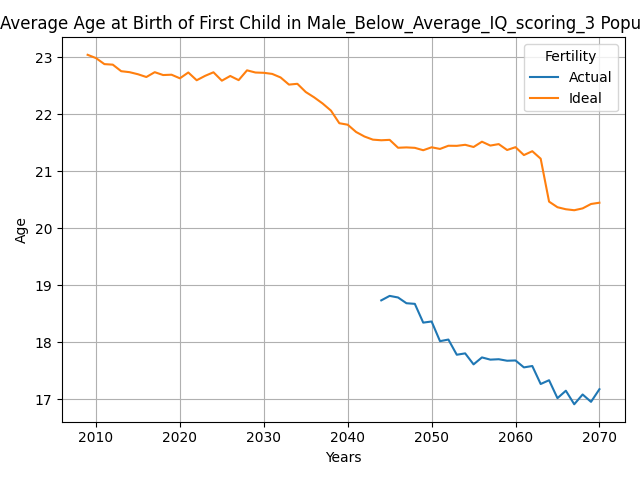 Average Age at Birth of First Child in Male_Below_Average_IQ_scoring_3 Popu
Fertility
Actual
Ideal
23
22
21
20
19
18
17
Age
2010 2020 2030 2040 2050 2060 2070
Years